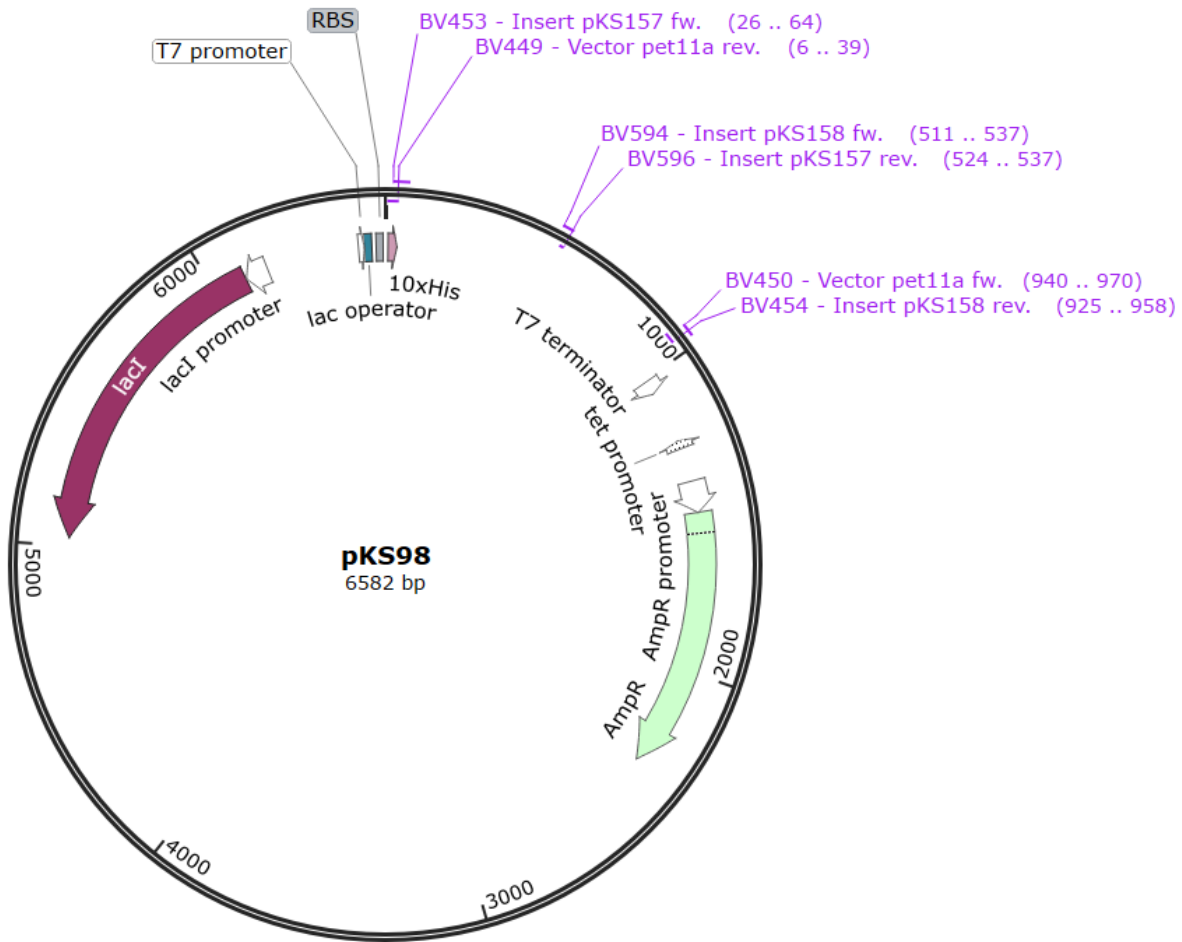 RBS
BV453 - Insert pKS157 fw. (26 .. 64)
T7 promoter
BV449 - Vector pet11a rev. (6 .. 39)
BV594 - Insert pKS158 fw. (511 .. 537)
BV596 - Insert pKS157 rev. (524 .. 537)
BV450 - Vector pet11a fw. (940 .. 970)
BV454 - Insert pKS158 rev. (925 .. 958)
6000
10xHis
lac operator
lacI promoter
lacI
T7 terminator
1000
tet promoter
AmpR promoter
AmpR
5000
pKS98
6582 bp
2000
4000
3000